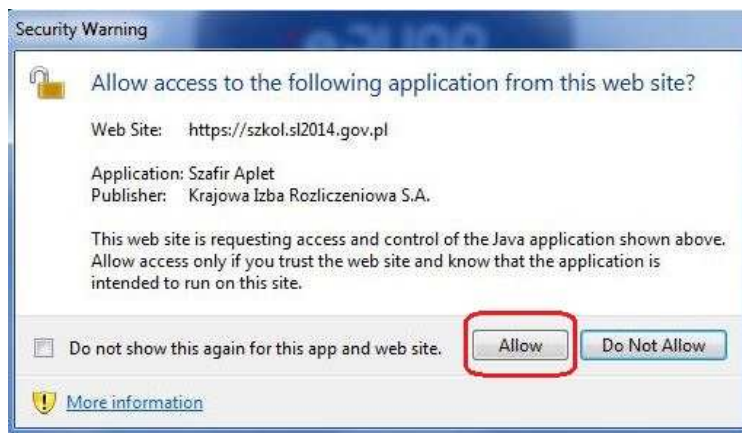 Security Warning
Allow access to the following application from this web site?
Web Site: https://szkol.sl2014.gov.pl
Application: Szafir Aplet
Publisher: Krajowa Izba Rozliczeniowa S.A.
This web site is requesting access and control of the Java application shown above.
Allow access only if you trust the web site and know that the application is
intended to run on this site.
Do not show this again for this app and web site. Allow Do Not Allow
More information